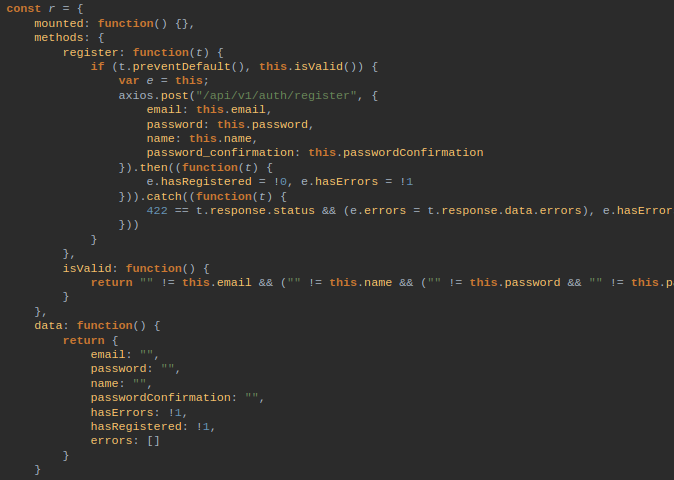 const r = {
    mounted: function() {},
    methods: {
        register: function(t) {
            if (t.preventDefault(), this.isValid()) {
                var e = this;
                axios.post("/api/v1/auth/register", {
                    email: this.email,
                    password: this.password,
                    name: this.name,
                    password_confirmation: this.passwordConfirmation
                }).then((function(t) {
                    e.hasRegistered = !0, e.hasErrors = !1
                })).catch((function(t) {
                    422 == t.response.status && (e.errors = t.response.data.errors), e.hasError
                }))
            }
        },
        isValid: function() {
            return "" != this.email && ("" != this.name && ("" != this.password && "" != this.p
        }
    },
    data: function() {
        return {
            email: "",
            password: "",
            name: "",
            passwordConfirmation: "",
            hasErrors: !1,
            hasRegistered: !1,
            errors: []
        }
    }